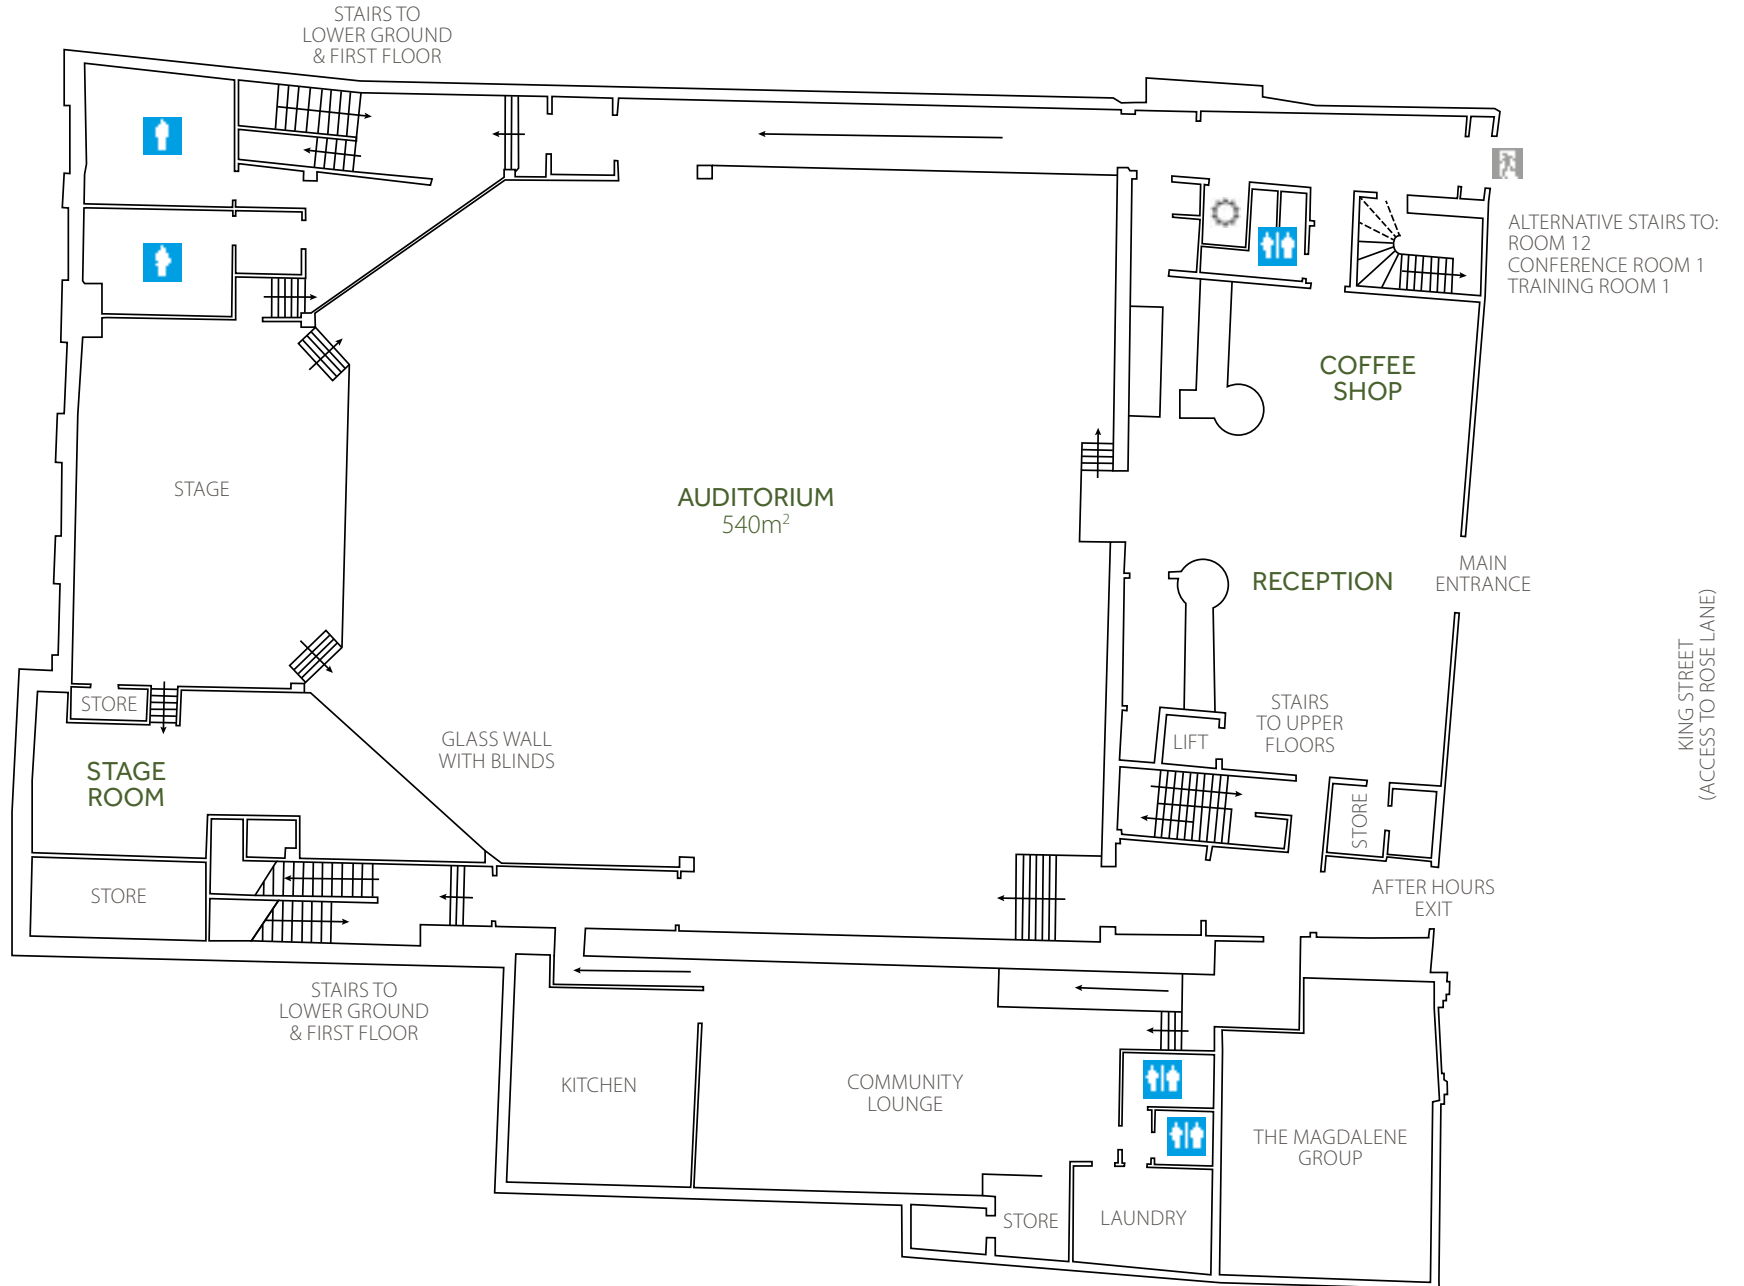 STAIRS TO
LOWER GROUND
& FIRST FLOOR
ALTERNATIVE STAIRS TO:
ROOM 12
CONFERENCE ROOM 1
TRAINING ROOM 1
COFFEE
SHOP
STAGE
AUDITORIUM
540m²
RECEPTION
MAIN
ENTRANCE
KING STREET
(ACCESS TO ROSE LANE)
STORE
GLASS WALL
WITH BLINDS
STAIRS
TO UPPER
FLOORS
LIFT
STAGE
ROOM
STORE
STORE
AFTER HOURS
EXIT
STAIRS TO
LOWER GROUND
& FIRST FLOOR
KITCHEN
COMMUNITY
LOUNGE
THE MAGDALENE
GROUP
STORE
LAUNDRY